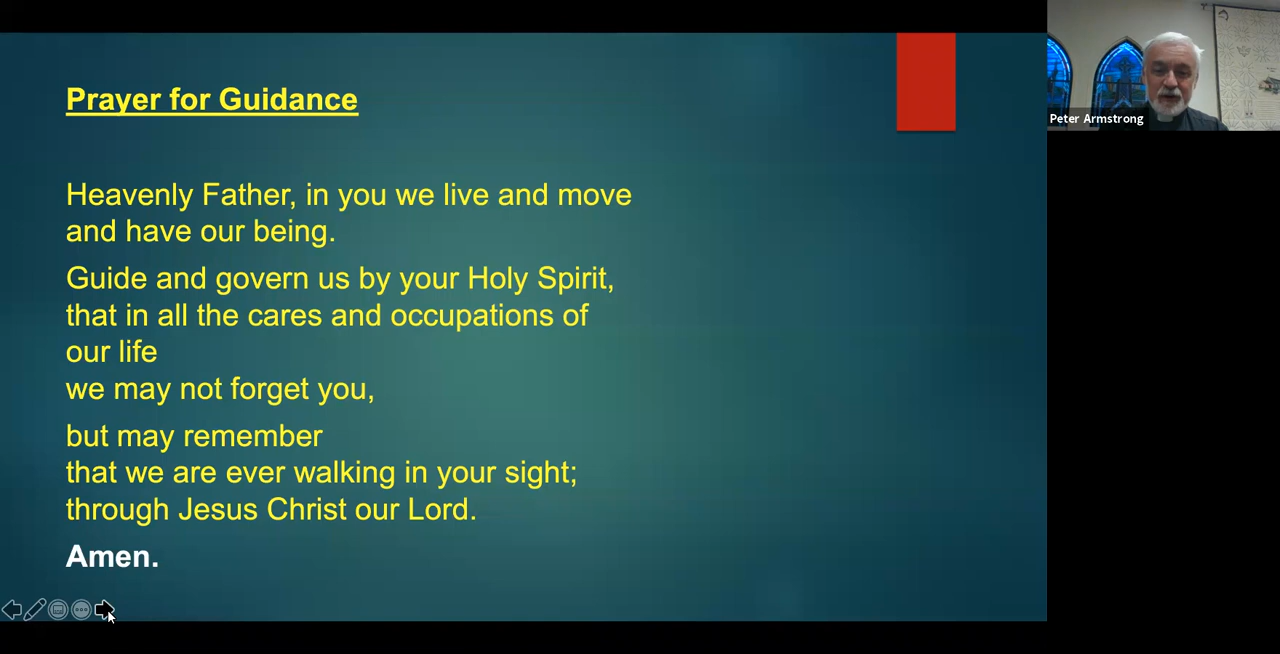 Prayer for Guidance
Heavenly Father, in you we live and move
and have our being.
Guide and govern us by your Holy Spirit,
that in all the cares and occupations of
our life
we may not forget you,
but may remember
that we are ever walking in your sight;
through Jesus Christ our Lord.
Amen.
Peter Armstrong